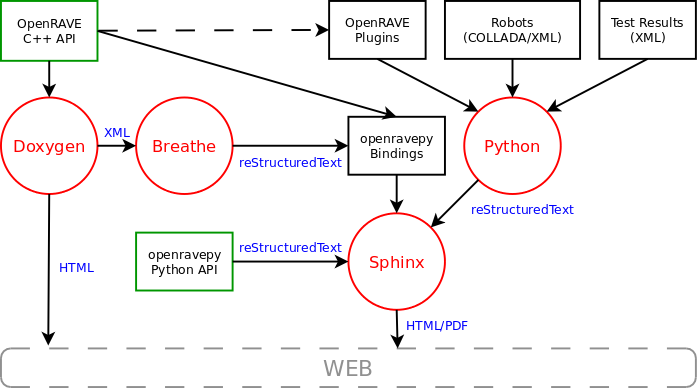 OpenRAVE
C++ API
OpenRAVE
Plugins
Robots
(COLLADA/XML)
Test Results
(XML)
Doxygen
XML
Breathe
reStructuredText
openravepy
Bindings
Python
reStructuredText
openravepy
Python API
reStructuredText
Sphinx
HTML
HTML/PDF
WEB